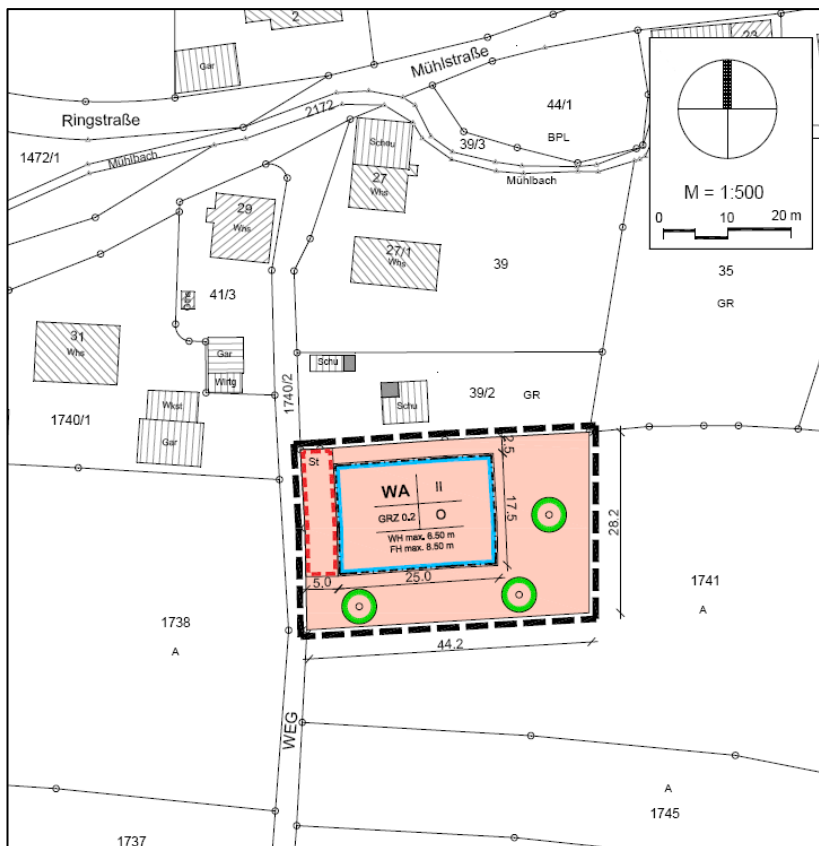 2
23
Gar
Mühlstraße
44/1
Ringstraße
2172
BPL
39/3
Scheu
1472/1
Mühlbach
Mühlbach
27
Whs
M = 1:500
0 10 20 m
29
Whs
27/1
Whs
39
35
GR
41/3
31
Whs
Gar
Schu
1740/2
Wirtg
39/2
GR
Schu
1740/1
Wkst
Gar
St
2.5
WA
II
GRZ 0.2
O
17.5
WH max. 6.50 m
FH max. 8.50 m
28.2
5.0
25.0
1741
A
1738
A
44.2
WEG
A
1745
1737